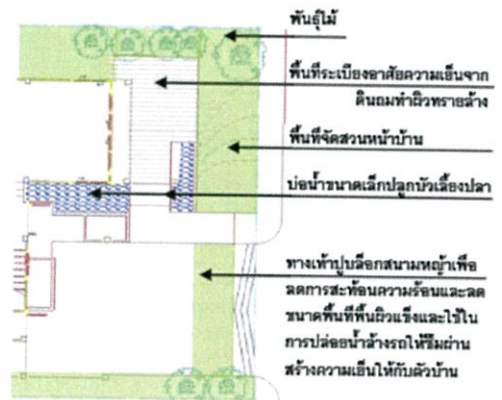 พันธุ์ไม้
พื้นที่ระเบียงอาศัยความเย็นจาก
ดินถมทำผิวทรายล้าง
พื้นที่จัดสวนหน้าบ้าน
บ่อน้ำขนาดเล็กปลูกบัวเลี้ยงปลา
ทางเท้าปูบล็อกสนามหญ้าเพื่อ
ลดการสะท้อนความร้อนและลด
ขนาดพื้นที่พื้นผิวแข็งและใช้ใน
การปล่อยน้ำล้างรถให้ซึมผ่าน
สร้างความเย็นให้กับตัวบ้าน